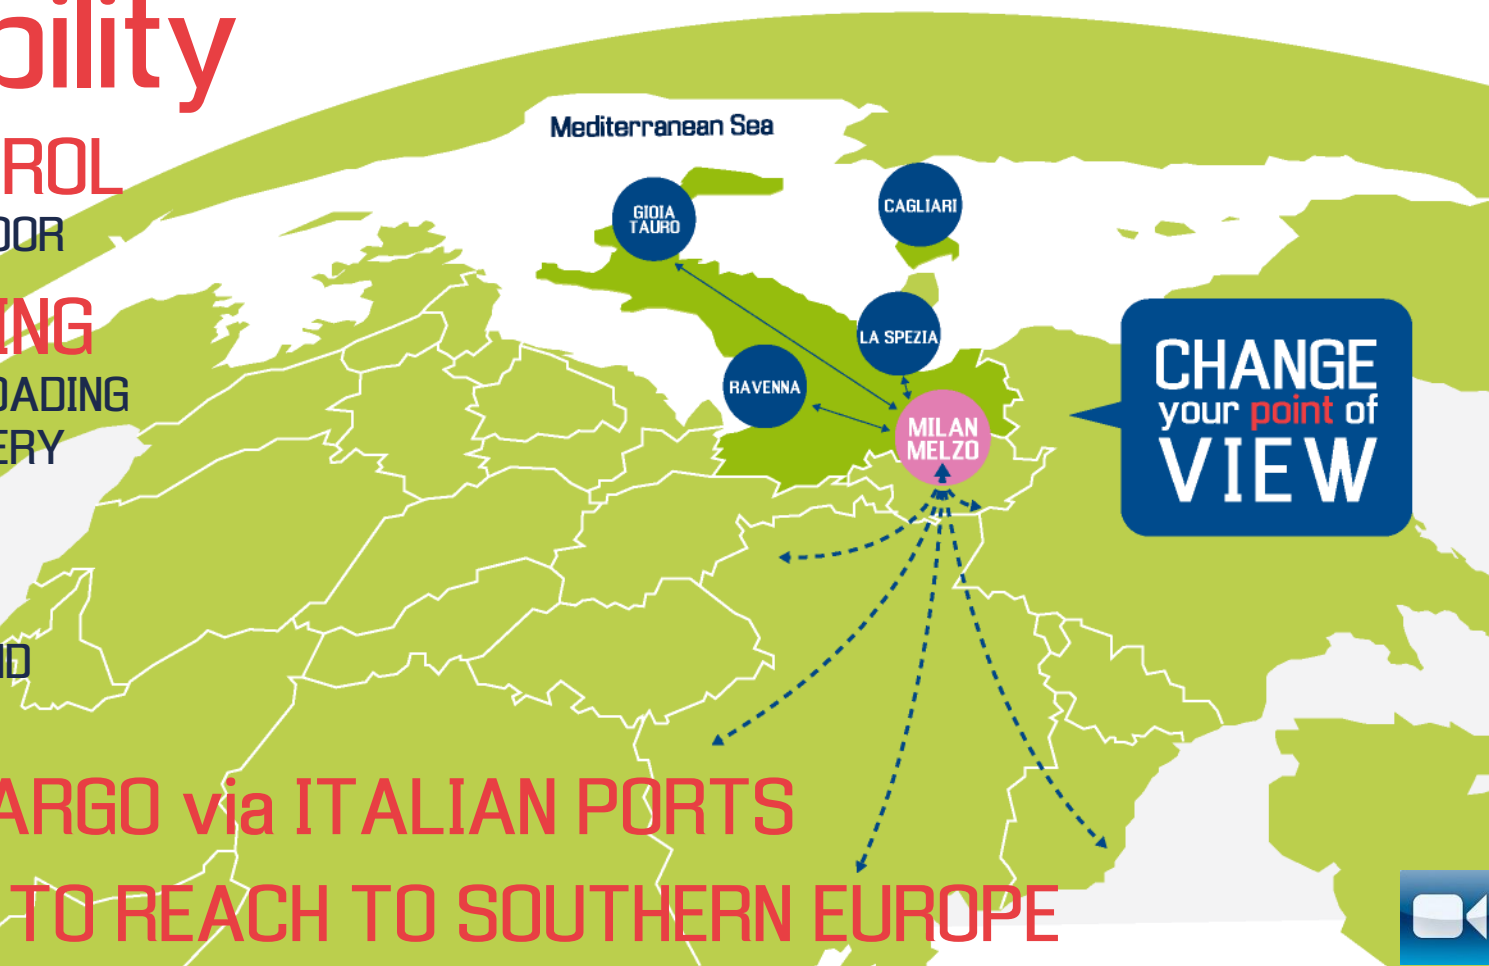 bility
ROL
OOR
ING
OADING
ERY
ND
Mediterranean Sea
GIOIA
TAURO
CAGLIARI
LA SPEZIA
RAVENNA
MILAN
MELZO
CHANGE
your point of
VIEW
ARGO via ITALIAN PORTS
TO REACH TO SOUTHERN EUROPE